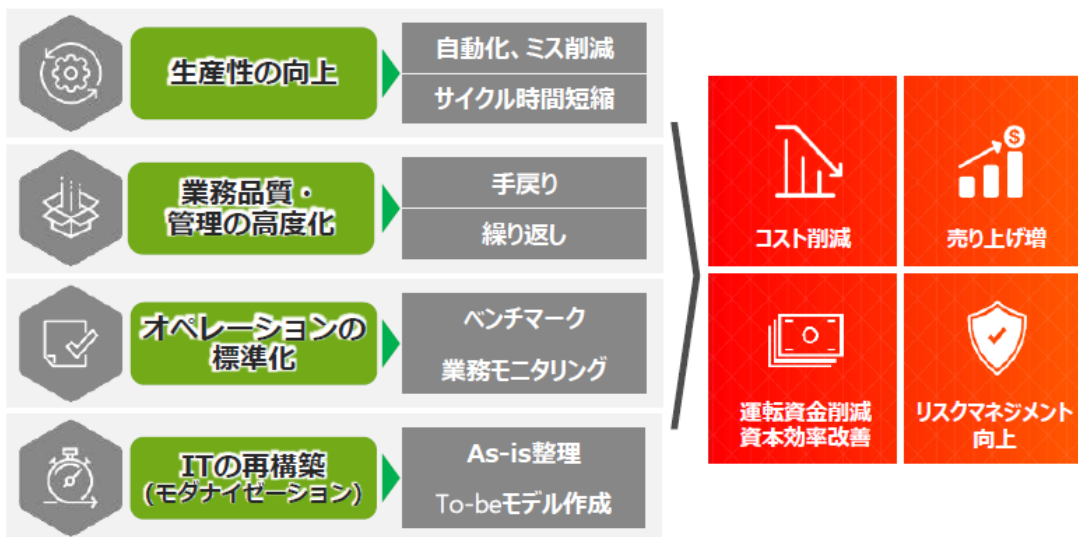 生産性の向上
自動化、ミス削減
サイクル時間短縮
業務品質・
管理の高度化
手戻り
繰り返し
オペレーションの
標準化
ベンチマーク
業務モニタリング
ITの再構築
(モダナイゼーション)
As-is整理
To-beモデル作成
コスト削減
$
売り上げ増
運転資金削減
資本効率改善
リスクマネジメント
向上